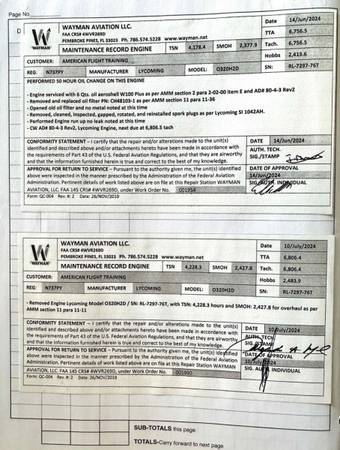 Page No.
WAYMAN AVIATION LLC.
FAA CRS# 4WVR269D
PEMBROKE PINES, FL 33023 Ph. 786.574.5228 www.wayman.net
MAINTENANCE RECORD ENGINE TSN 4,178.4 SMOH 2,377.9
Date 14/Jun/2024
TTA 6,756.5
Tach. 6,756.5
CUSTOMER: AMERICAN FLIGHT TRAINING
Hobbs 2,413.6
REG: N737PY MANUFACTURER LYCOMING MODEL O320H2D S/N: RL-7297-767
PERFORMED 50 HOUR OIL CHANGE ON THIS ENGINE
- Engine serviced with 6 Qts. oil aeroshell W100 Plus as per AMM section 2 para 2-02-00 item E and AD# 80-4-3 Rev2
- Removed and replaced oil filter PN: CH48103-1 as per AMM section 11 para 11-36
- Opened old oil filter and no metal noted at this time
- Removed, cleaned, inspected, gapped, rotated, and reinstalled spark plugs as per Lycoming SI 1042AH.
- Performed Engine run up no leak noted at this time
- CW AD# 80-4-3 Rev2, Lycoming Engine, next due at 6,806.5 tach
CONFORMITY STATEMENT – I certify that the repair and/or alterations made to the unit(s) identified and described above and/or attachments hereto have been made in accordance with the requirements of Part 43 of the U.S. Federal Aviation Regulations, and that they are airworthy and that the information furnished herein is true and correct to the best of my knowledge.
DATE 14/Jun/2024
AUTH. TECH.
SIG./STAMP
APPROVAL FOR RETURN TO SERVICE – Pursuant to the authority given me, the unit(s) identified above were inspected in the manner prescribed by the Administrator of the Federal Aviation Administration. Pertinent details of work listed above are on file at this Repair Station WAYMAN AVIATION, LLC FAA 145 CRS# 4WVR269D, under Work Order No. 001954
DATE OF APPROVAL
14/Jun/2024
SIG. AUTH. INDIVIDUAL
Form: QC-004 Rev. #: 2 Date: 26/NOV/2019
WAYMAN AVIATION LLC.
FAA CRS# 4WVR269D
PEMBROKE PINES, FL 33023 Ph. 786.574.5228 www.wayman.net
MAINTENANCE RECORD ENGINE TSN 4,228.3 SMOH 2,427.8
Date 10/July/2024
TTA 6,806.4
Tach. 6,806.4
CUSTOMER: AMERICAN FLIGHT TRAINING
Hobbs 2,483.9
REG: N737PY MANUFACTURER LYCOMING MODEL O320H2D S/N: RL-7297-767
- Removed Engine Lycoming Model O320H2D / SN: RL-7297-767, with TSN: 4,228.3 hours and SMOH: 2,427.8 for overhaul as per AMM section 11 para 11-11
CONFORMITY STATEMENT – I certify that the repair and/or alterations made to the unit(s) identified and described above and/or attachments hereto have been made in accordance with the requirements of Part 43 of the U.S. Federal Aviation Regulations, and that they are airworthy and that the information furnished herein is true and correct to the best of my knowledge.
DATE 10/July/2024
AUTH. TECH.
SIG./STAMP
APPROVAL FOR RETURN TO SERVICE – Pursuant to the authority given me, the unit(s) identified above were inspected in the manner prescribed by the Administrator of the Federal Aviation Administration. Pertinent details of work listed above are on file at this Repair Station WAYMAN AVIATION, LLC FAA 145 CRS# 4WVR269D, under Work Order No.
DATE OF APPROVAL
10/July/2024
SIG. AUTH. INDIVIDUAL
Form: QC-004 Rev. #: 2 Date: 26/NOV/2019
SUB-TOTALS this page
TOTALS-Carry forward to next page